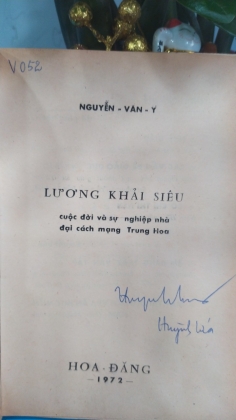 V052
NGUYỄN - VĂN - Ý
LƯƠNG KHẢI SIÊU
cuộc đời và sự nghiệp nhà
đại cách mạng Trung Hoa
Huỳnh
HOA-ĐĂNG
-1972-